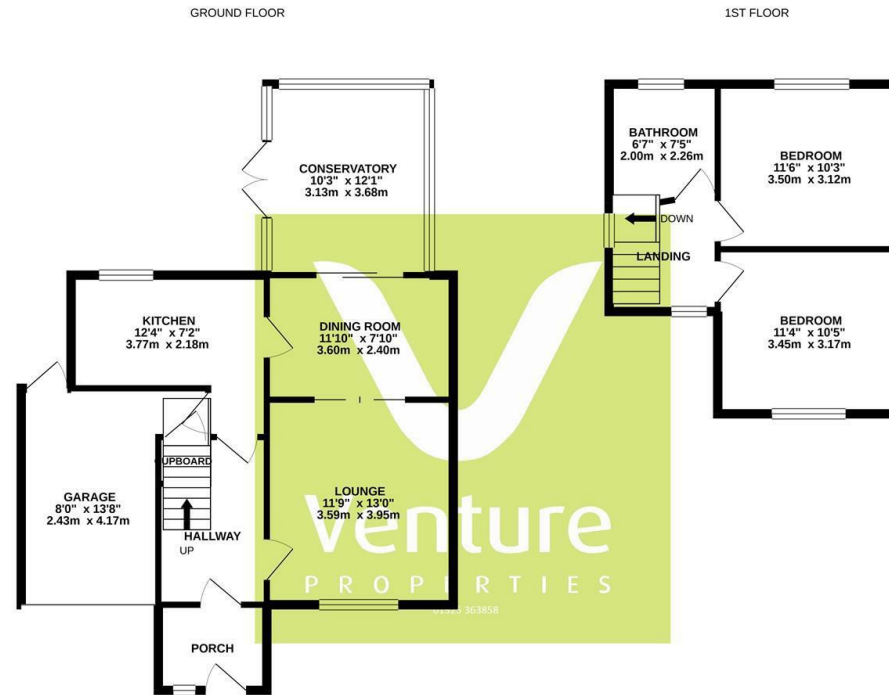 GROUND FLOOR
1ST FLOOR
CONSERVATORY
10'3" x 12'1"
3.13m x 3.68m
BATHROOM
6'7" x 7'5"
2.00m x 2.26m
BEDROOM
11'6" x 10'3"
3.50m x 3.12m
DOWN
LANDING
KITCHEN
12'4" x 7'2"
3.77m x 2.18m
DINING ROOM
11'10" x 7'10"
3.60m x 2.40m
BEDROOM
11'4" x 10'5"
3.45m x 3.17m
UPBOARD
GARAGE
8'0" x 13'8"
2.43m x 4.17m
LOUNGE
11'9" x 13'0"
3.59m x 3.95m
HALLWAY
UP
Venture
PROPERTIES
363858
PORCH